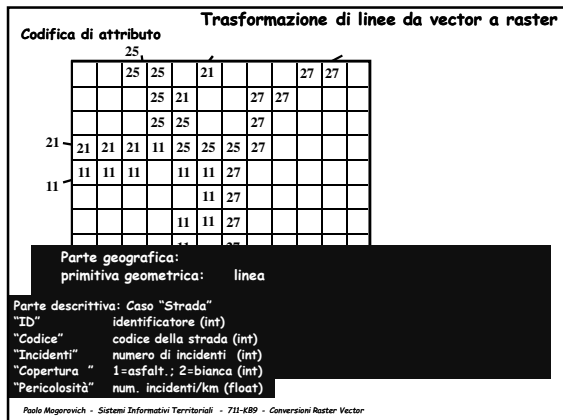 Trasformazione di linee da vector a raster
Codifica di attributo
25
25 25 21 27 27
25 21 27 27
25 25 27
21
21 21 21 11 25 25 25 27
11 11 11 11 11 27
11
11 27
11 11 27
Parte geografica:
primitiva geometrica: linea
Parte descrittiva: Caso "Strada"
"ID" identificatore (int)
"Codice" codice della strada (int)
"Incidenti" numero di incidenti (int)
"Copertura " 1=asfalt.; 2=bianca (int)
"Pericolosità" num. incidenti/km (float)
Paolo Mogorovich - Sistemi Informativi Territoriali - 711-KB9 - Conversioni Raster Vector